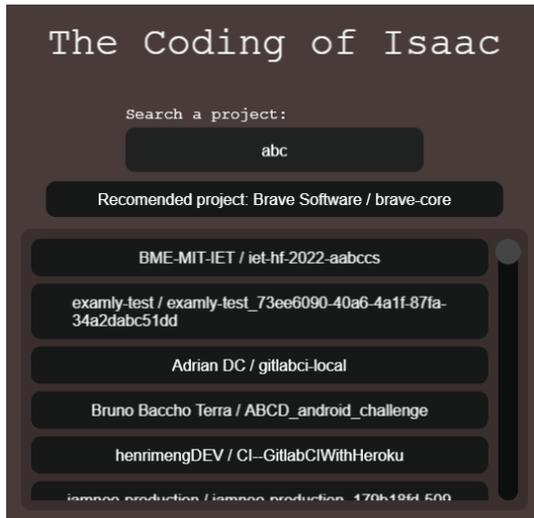 The Coding of Isaac
Search a project:
abc
Recomended project: Brave Software / brave-core
BME-MIT-IET / iet-hf-2022-aabccs
examly-test / examly-test_73ee6090-40a6-4a1f-87fa-
34a2dabc51dd
Adrian DC / gitlabci-local
Bruno Baccho Terra / ABCD_android_challenge
henrimengDEV / CI--GitlabCIWithHeroku